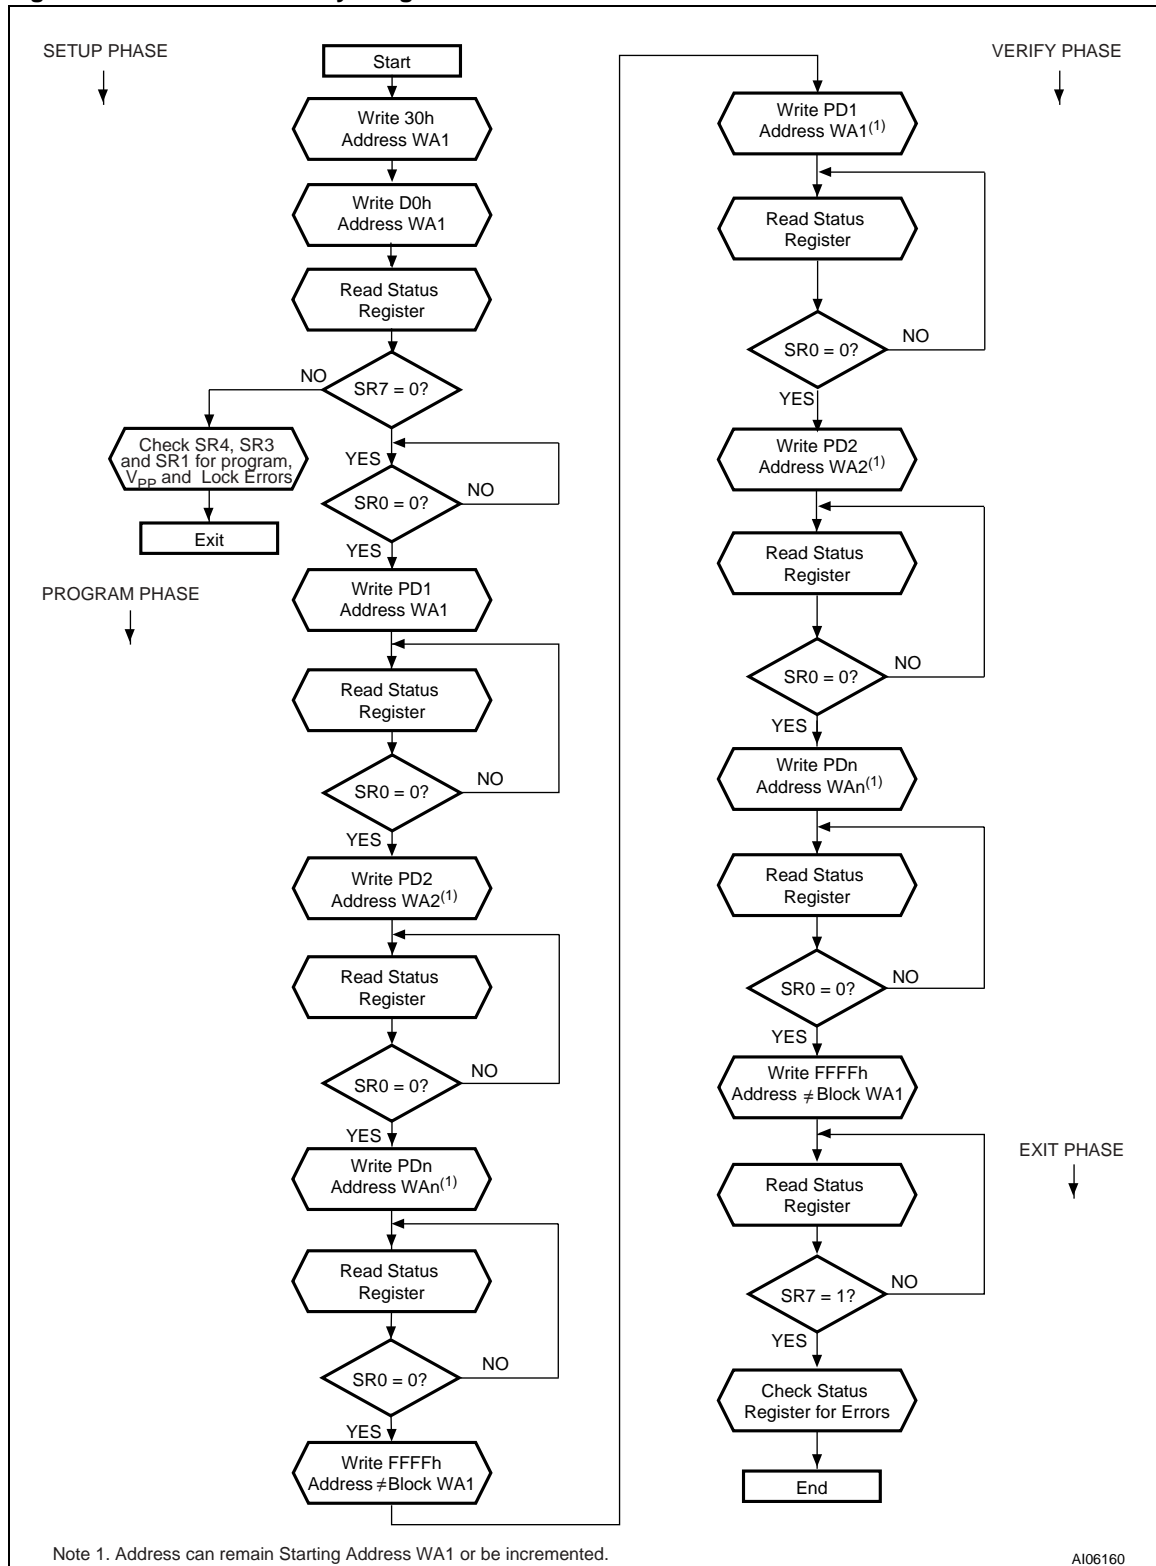 SETUP PHASE
Start
Write 30h
Address WA1
Write D0h
Address WA1
Read Status
Register
SR7 = 0?
NO
Check SR4, SR3
and SR1 for program,
VPP and Lock Errors
Exit
YES
SR0 = 0?
NO
YES
PROGRAM PHASE
Write PD1
Address WA1
Read Status
Register
SR0 = 0?
NO
YES
Write PD2
Address WA2(1)
Read Status
Register
SR0 = 0?
NO
YES
Write PDn
Address WAn(1)
Read Status
Register
SR0 = 0?
NO
YES
Write FFFFh
Address ≠Block WA1
VERIFY PHASE
Write PD1
Address WA1(1)
Read Status
Register
SR0 = 0?
NO
YES
Write PD2
Address WA2(1)
Read Status
Register
SR0 = 0?
NO
YES
Write PDn
Address WAn(1)
Read Status
Register
SR0 = 0?
NO
YES
Write FFFFh
Address ≠Block WA1
EXIT PHASE
Read Status
Register
SR7 = 1?
NO
YES
Check Status
Register for Errors
End
Note 1. Address can remain Starting Address WA1 or be incremented.
AI06160